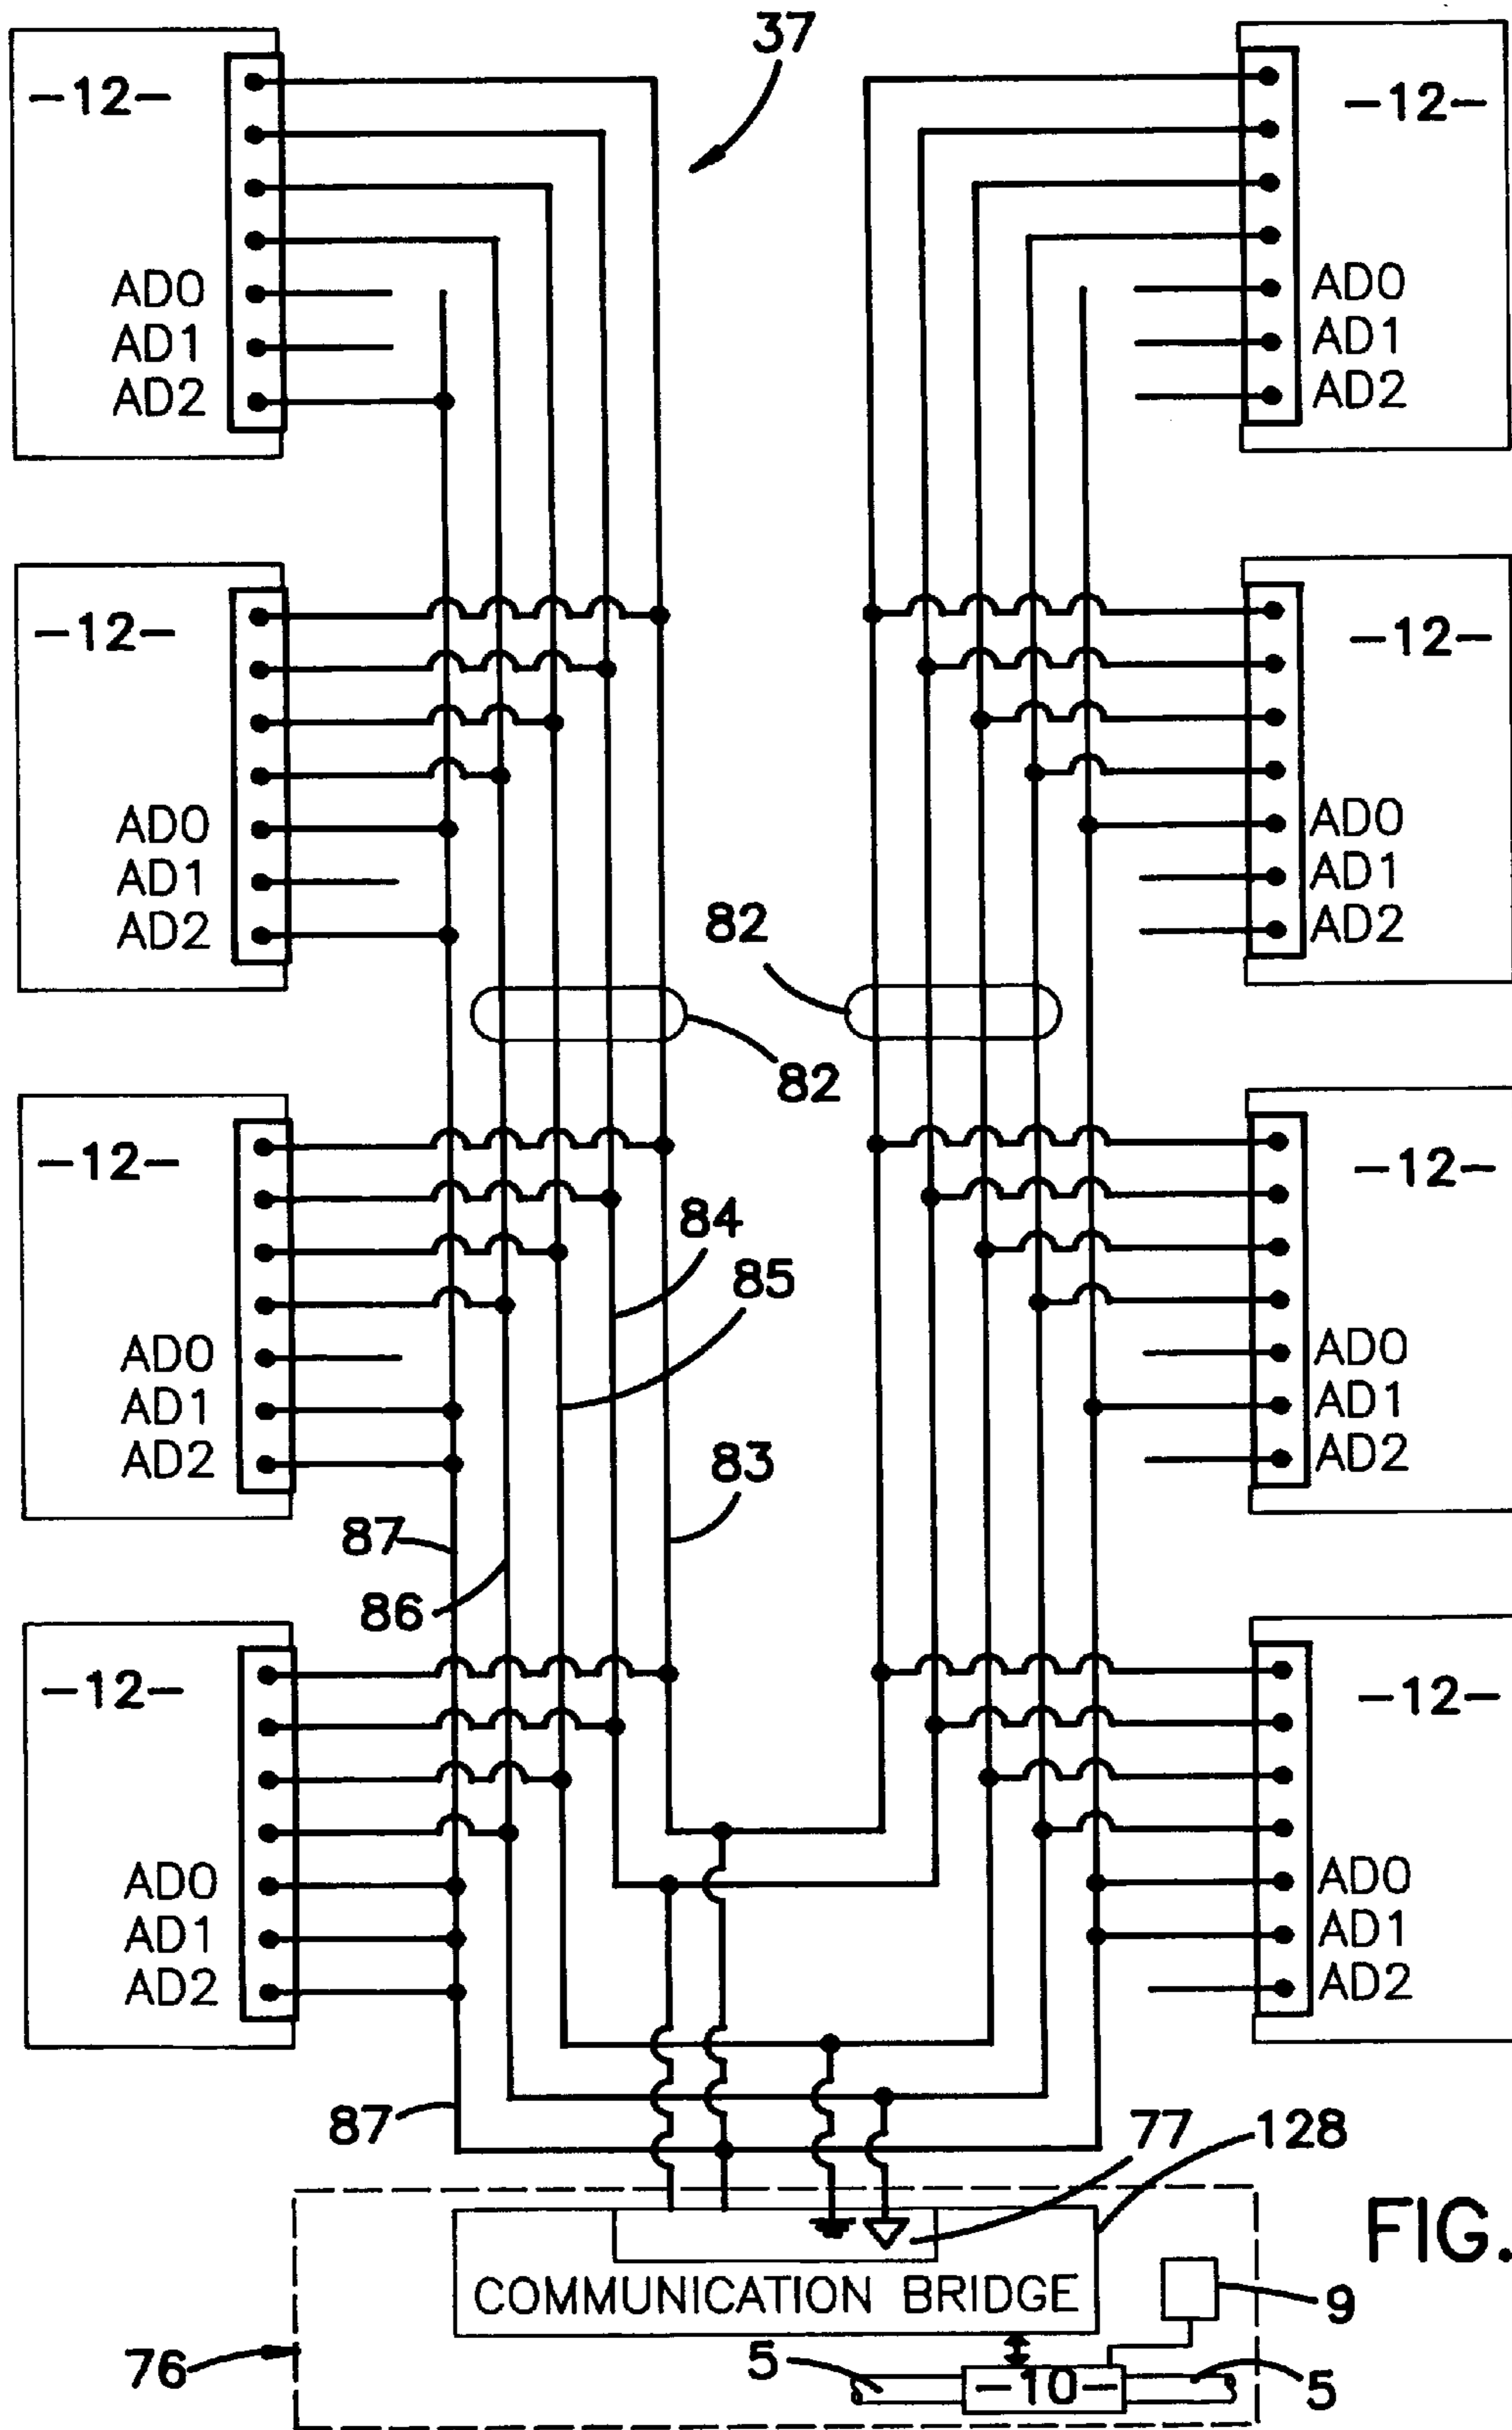 37
-12-
-12-
AD0
AD0
AD1
AD1
AD2
AD2
-12-
-12-
AD0
AD0
AD1
AD1
AD2
AD2
82
82
-12-
-12-
84
85
AD0
AD0
AD1
AD1
AD2
AD2
83
87
86
-12-
-12-
AD0
AD0
AD1
AD1
AD2
AD2
87
77
128
FIG.
COMMUNICATION BRIDGE
9
76
5
-10-
5